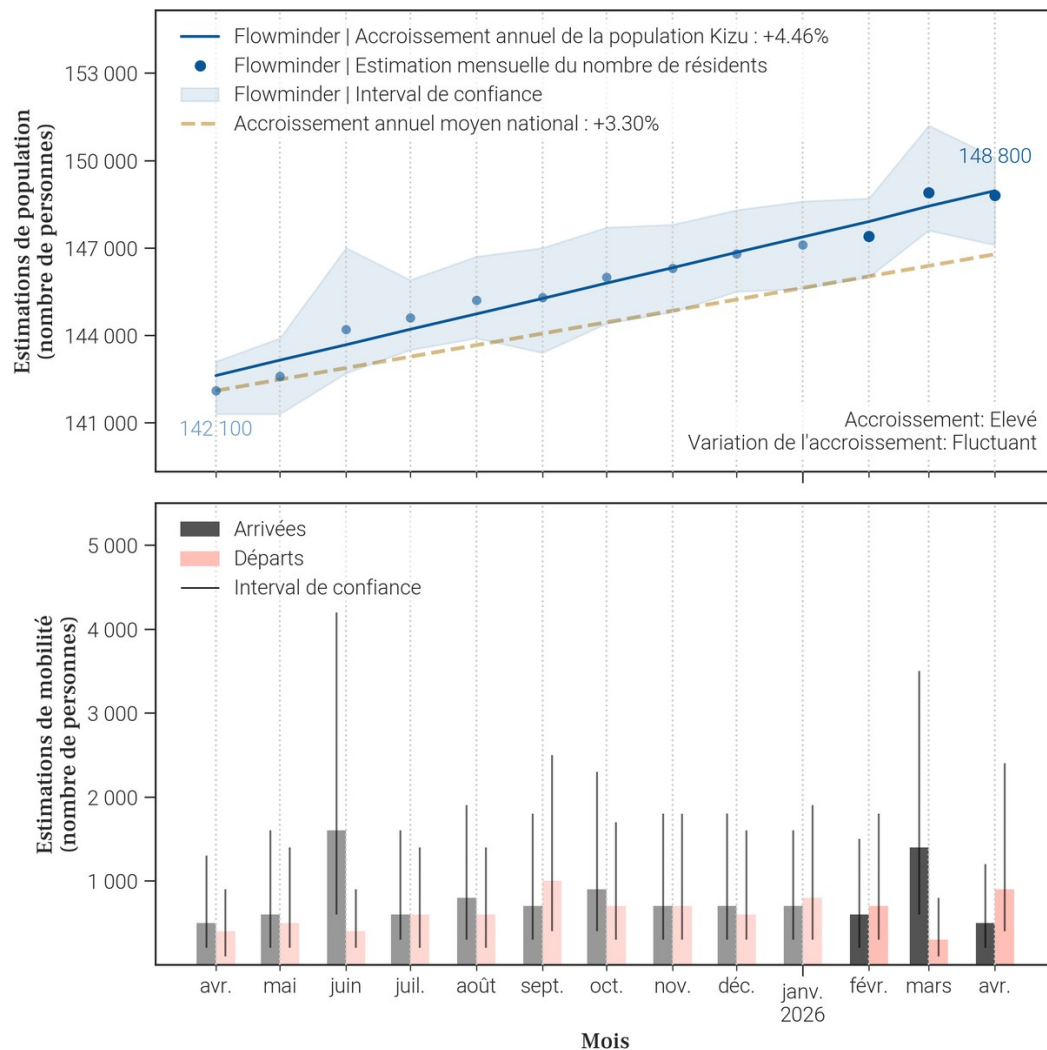 Flowminder | Accroissement annuel de la population Kizu : +4.46%
Flowminder | Estimation mensuelle du nombre de résidents
Flowminder | Interval de confiance
Accroissement annuel moyen national : +3.30%
Estimations de population
(nombre de personnes)
153 000
150 000
147 000
144 000
141 000
148 800
142 100
Accroissement: Elevé
Variation de l'accroissement: Fluctuant
Arrivées
Départs
Interval de confiance
Estimations de mobilité
(nombre de personnes)
5 000
4 000
3 000
2 000
1 000
avr. mai juin juil. août sept. oct. nov. déc. janv. févr. mars avr.
2026
Mois